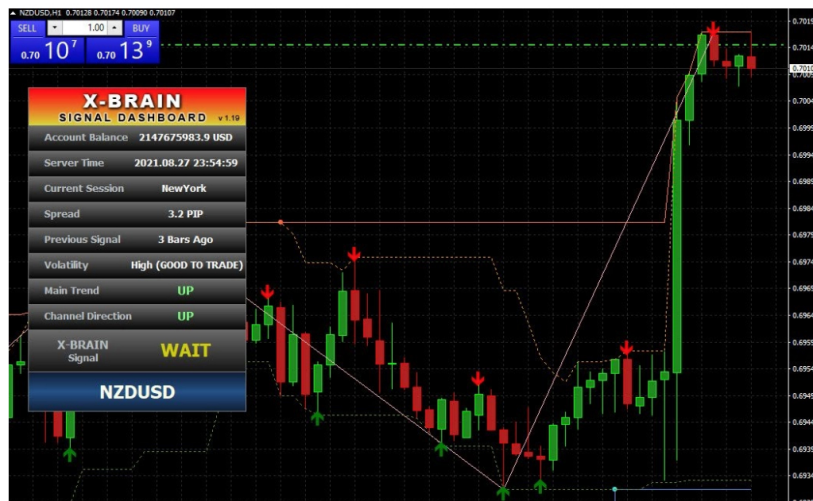 NZDUSD,H1 0.70128 0.70174 0.70090 0.70107
SELL 1.00 BUY
0.70 10 7 0.70 13 9
X-BRAIN
SIGNAL DASHBOARD v 1.19
Account Balance 2147675983.9 USD
Server Time 2021.08.27 23:54:59
Current Session NewYork
Spread 3.2 PIP
Previous Signal 3 Bars Ago
Volatility High (GOOD TO TRADE)
Main Trend UP
Channel Direction UP
X-BRAIN WAIT
Signal
NZDUSD
0.7019
0.7014
0.7010
0.7009
0.7004
0.6999
0.6994
0.6989
0.6984
0.6979
0.6974
0.6969
0.6964
0.6959
0.6954
0.6949
0.6944
0.6939
0.6934